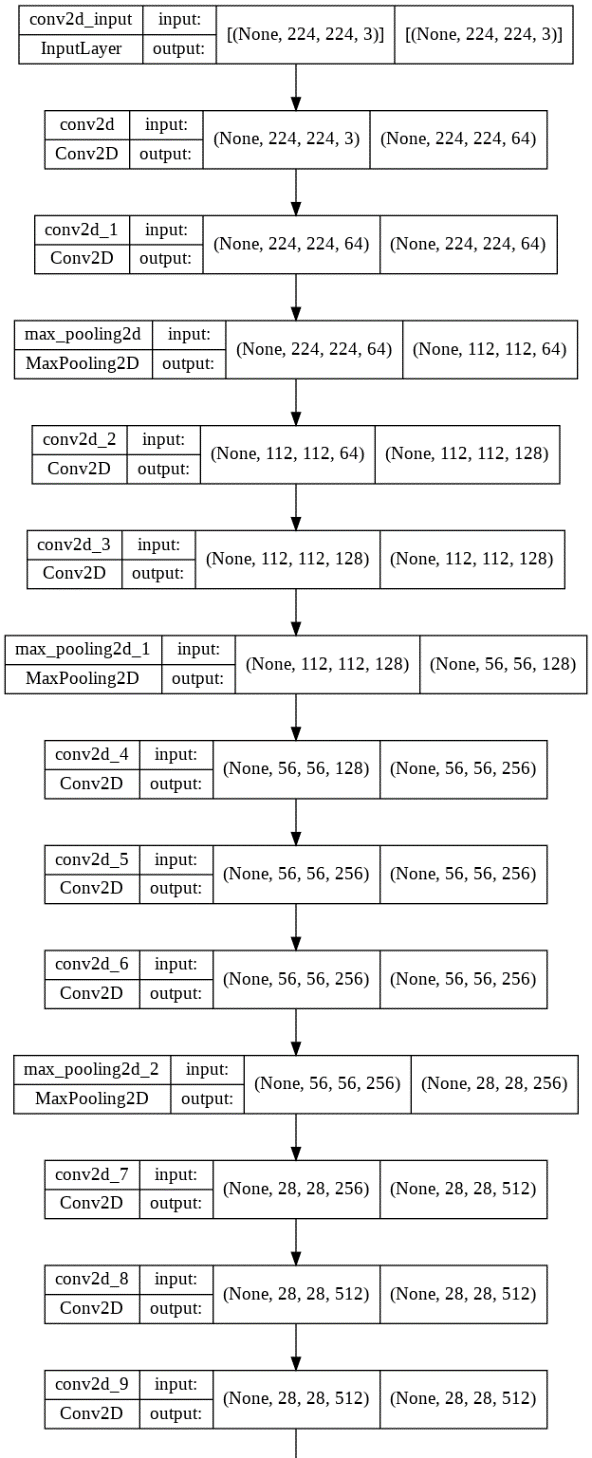 conv2d_input input: [(None, 224, 224, 3)] [(None, 224, 224, 3)]
InputLayer output:
conv2d input: (None, 224, 224, 3) (None, 224, 224, 64)
Conv2D output:
conv2d_1 input: (None, 224, 224, 64) (None, 224, 224, 64)
Conv2D output:
max_pooling2d input: (None, 224, 224, 64) (None, 112, 112, 64)
MaxPooling2D output:
conv2d_2 input: (None, 112, 112, 64) (None, 112, 112, 128)
Conv2D output:
conv2d_3 input: (None, 112, 112, 128) (None, 112, 112, 128)
Conv2D output:
max_pooling2d_1 input: (None, 112, 112, 128) (None, 56, 56, 128)
MaxPooling2D output:
conv2d_4 input: (None, 56, 56, 128) (None, 56, 56, 256)
Conv2D output:
conv2d_5 input: (None, 56, 56, 256) (None, 56, 56, 256)
Conv2D output:
conv2d_6 input: (None, 56, 56, 256) (None, 56, 56, 256)
Conv2D output:
max_pooling2d_2 input: (None, 56, 56, 256) (None, 28, 28, 256)
MaxPooling2D output:
conv2d_7 input: (None, 28, 28, 256) (None, 28, 28, 512)
Conv2D output:
conv2d_8 input: (None, 28, 28, 512) (None, 28, 28, 512)
Conv2D output:
conv2d_9 input: (None, 28, 28, 512) (None, 28, 28, 512)
Conv2D output: